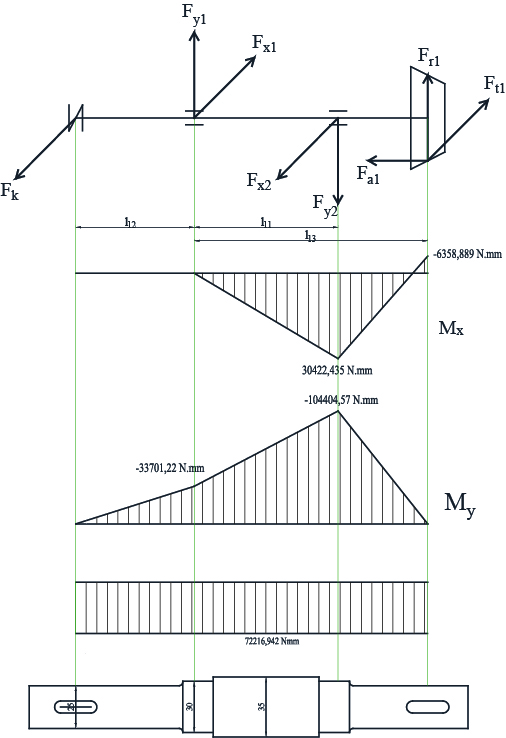 Fy1
Fx1
Fr1
Ft1
Fk
Fx2
Fa1
Fy2
l12
l11
l13
-6358,889 N.mm
Mx
30422,435 N.mm
-104404,57 N.mm
-33701,22 N.mm
My
72216,942 Nmm
25
30
35